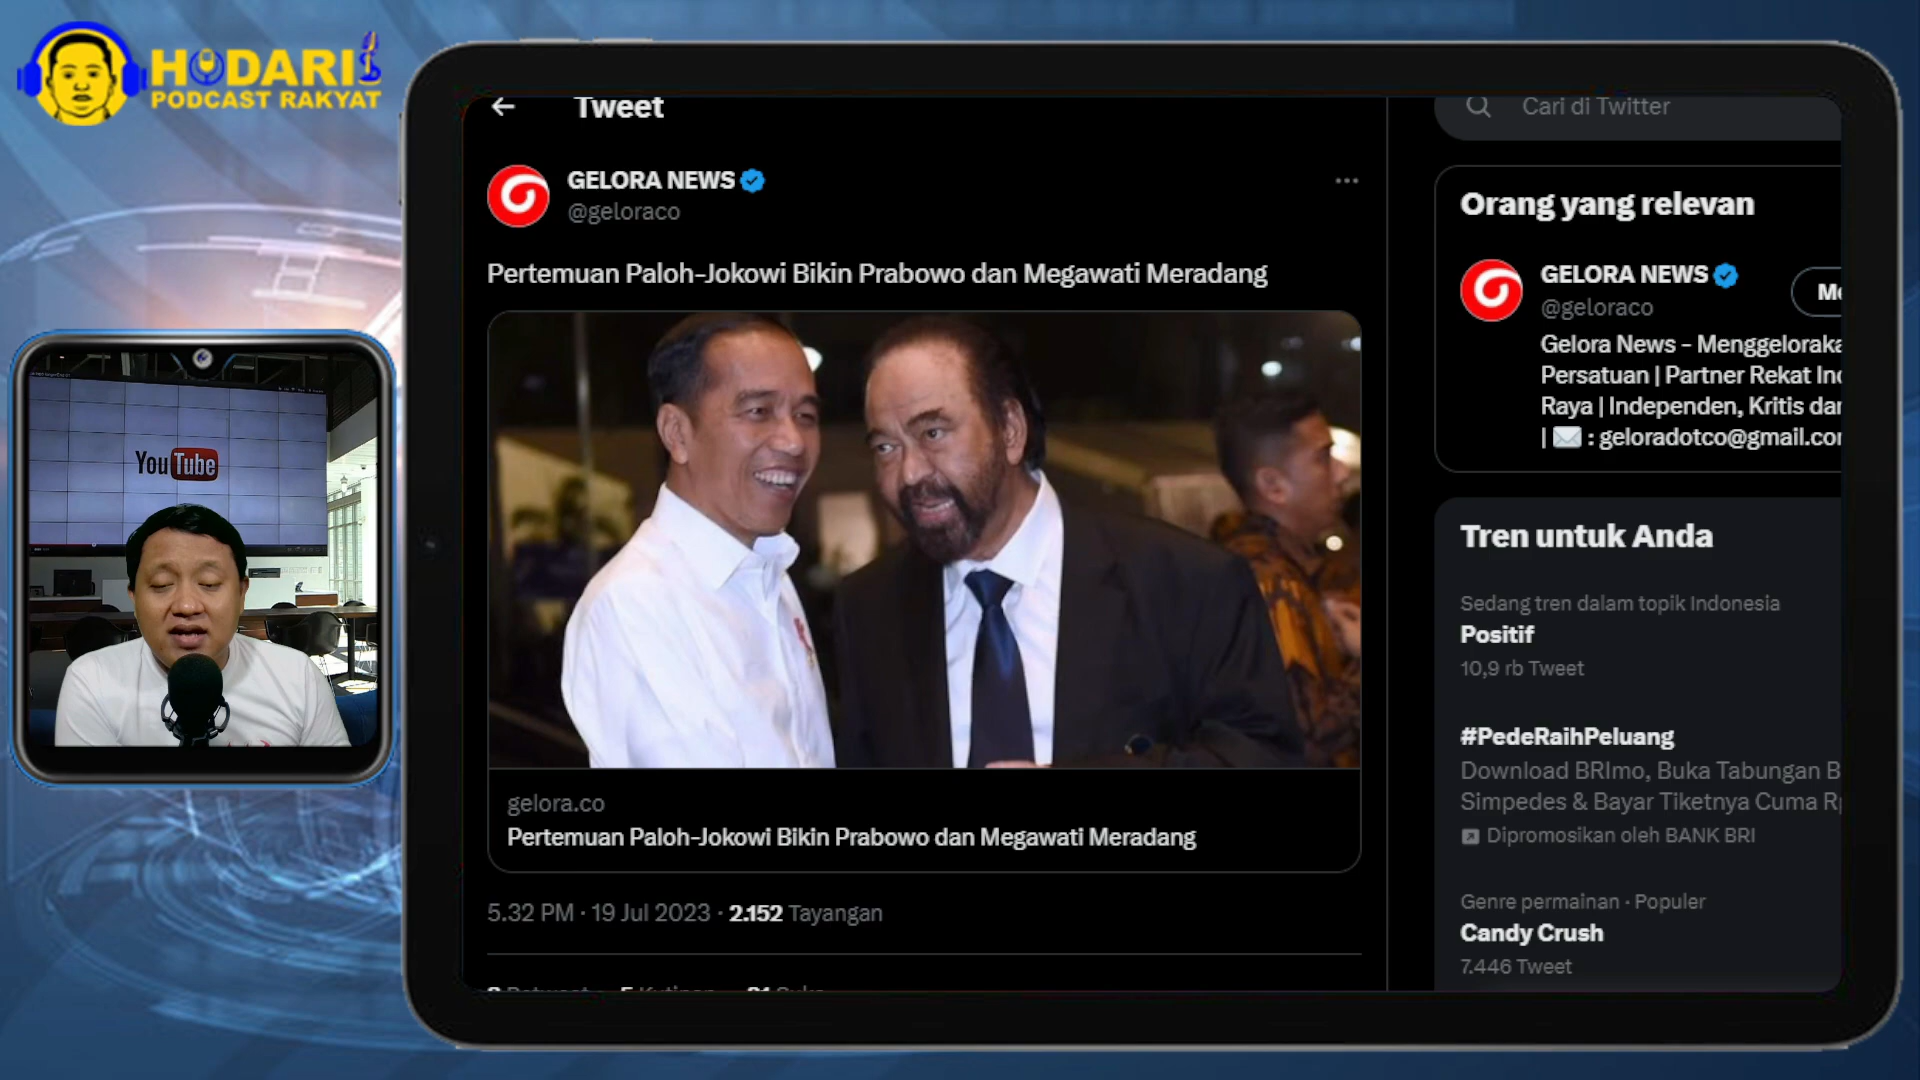 HODARI
PODCAST RAKYAT
YouTube
Tweet
GELORA NEWS
@geloraco
Pertemuan Paloh-Jokowi Bikin Prabowo dan Megawati Meradang
gelora.co
Pertemuan Paloh-Jokowi Bikin Prabowo dan Megawati Meradang
5.32 PM · 19 Jul 2023 · 2.152 Tayangan
Cari di Twitter
Orang yang relevan
GELORA NEWS
@geloraco
Gelora News - Menggeloraka
Persatuan | Partner Rekat Ind
Raya | Independen, Kritis dan
| ✉️ : geloradotco@gmail.com
Tren untuk Anda
Sedang tren dalam topik Indonesia
Positif
10,9 rb Tweet
#PedeRaihPeluang
Download BRImo, Buka Tabungan B
Simpedes & Bayar Tiketnya Cuma Rp
Dipromosikan oleh BANK BRI
Genre permainan · Populer
Candy Crush
7.446 Tweet